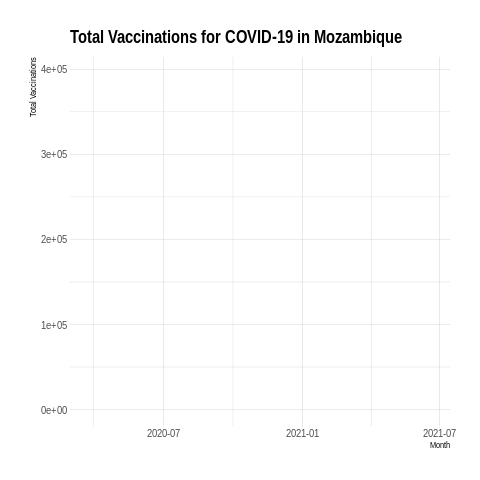 Total Vaccinations for COVID-19 in Mozambique
Total Vaccinations
4e+05
3e+05
2e+05
1e+05
0e+00
2020-07
2021-01
2021-07
Month